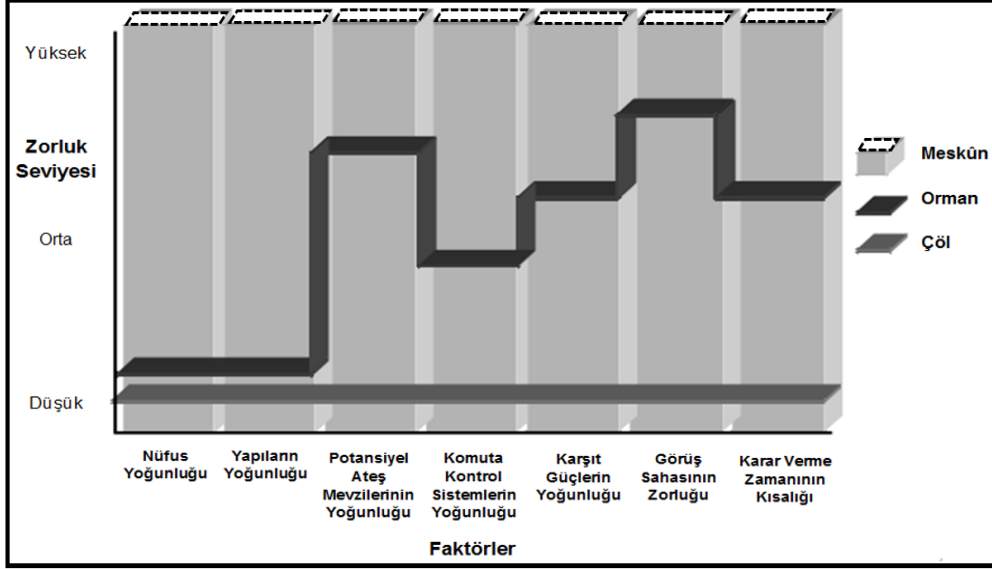 Yüksek
Zorluk
Seviyesi
Orta
Düşük
Meskûn
Orman
Çöl
Nüfus
Yoğunluğu
Yapıların
Yoğunluğu
Potansiyel
Ateş
Mevzilerinin
Yoğunluğu
Komuta
Kontrol
Sistemlerin
Yoğunluğu
Karşıt
Güçlerin
Yoğunluğu
Görüş
Sahasının
Zorluğu
Karar Verme
Zamanının
Kısalığı
Faktörler